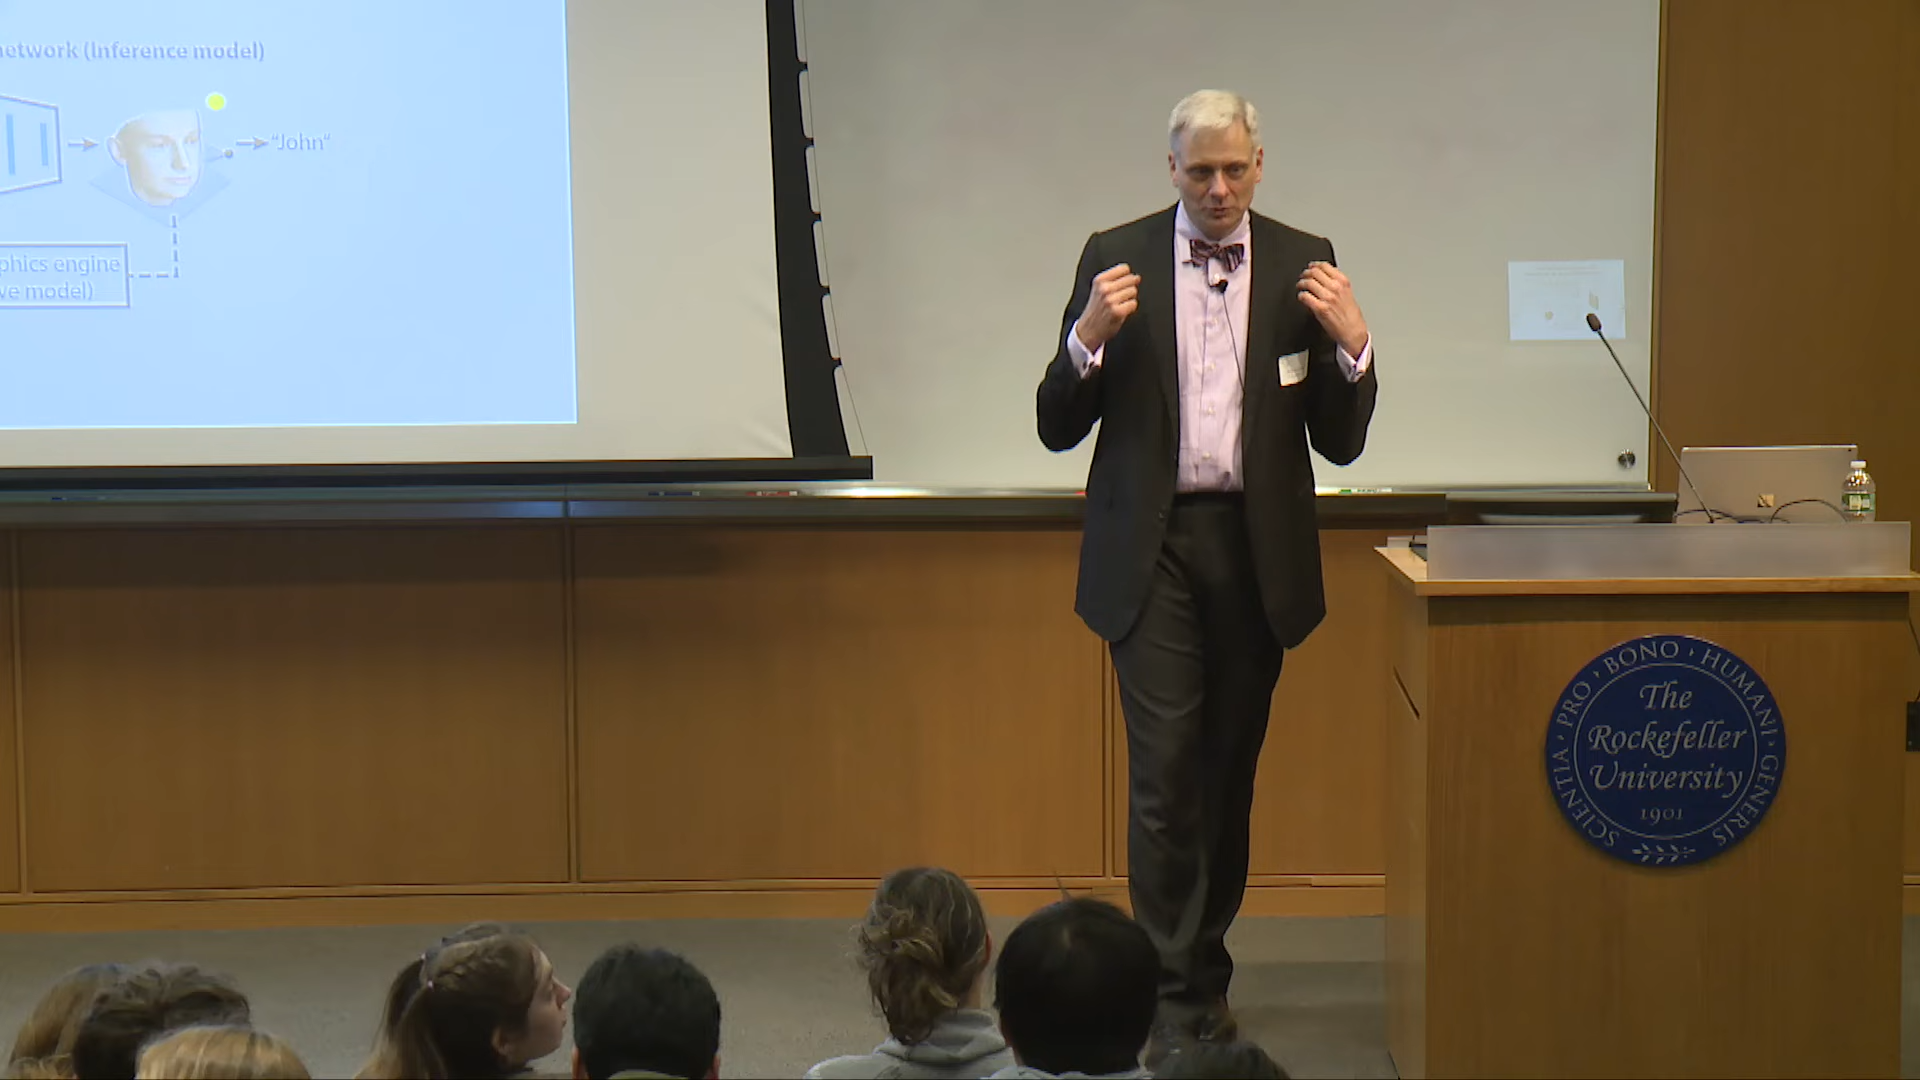 network (Inference model)
"John"
phics engine
ve model)
SCIENTIA · PRO · BONO · HUMANI · GENERIS
The
Rockefeller
University
1901